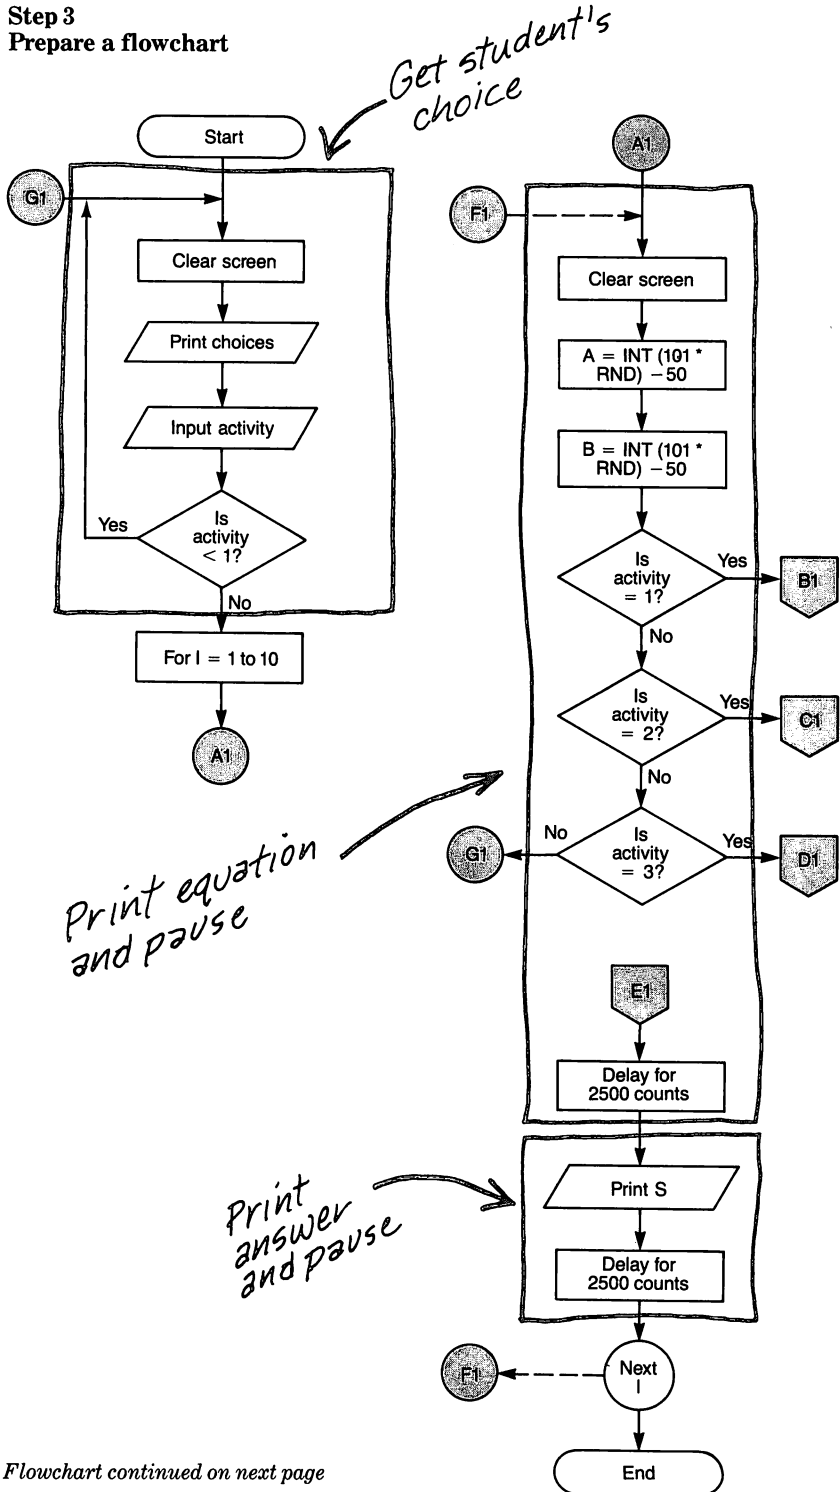 Step 3
Prepare a flowchart
Get student's
choice
Start
G1
Clear screen
Print choices
Input activity
Is
activity
< 1?
Yes
No
For I = 1 to 10
A1
A1
F1
Clear screen
A = INT (101 *
RND) −50
B = INT (101 *
RND) −50
Is
activity
= 1?
Yes
B1
No
Is
activity
= 2?
Yes
C1
No
Is
activity
= 3?
Yes
D1
No
G1
Print equation
and pause
E1
Delay for
2500 counts
Print
answer
and pause
Print S
Delay for
2500 counts
Next
I
F1
End
Flowchart continued on next page